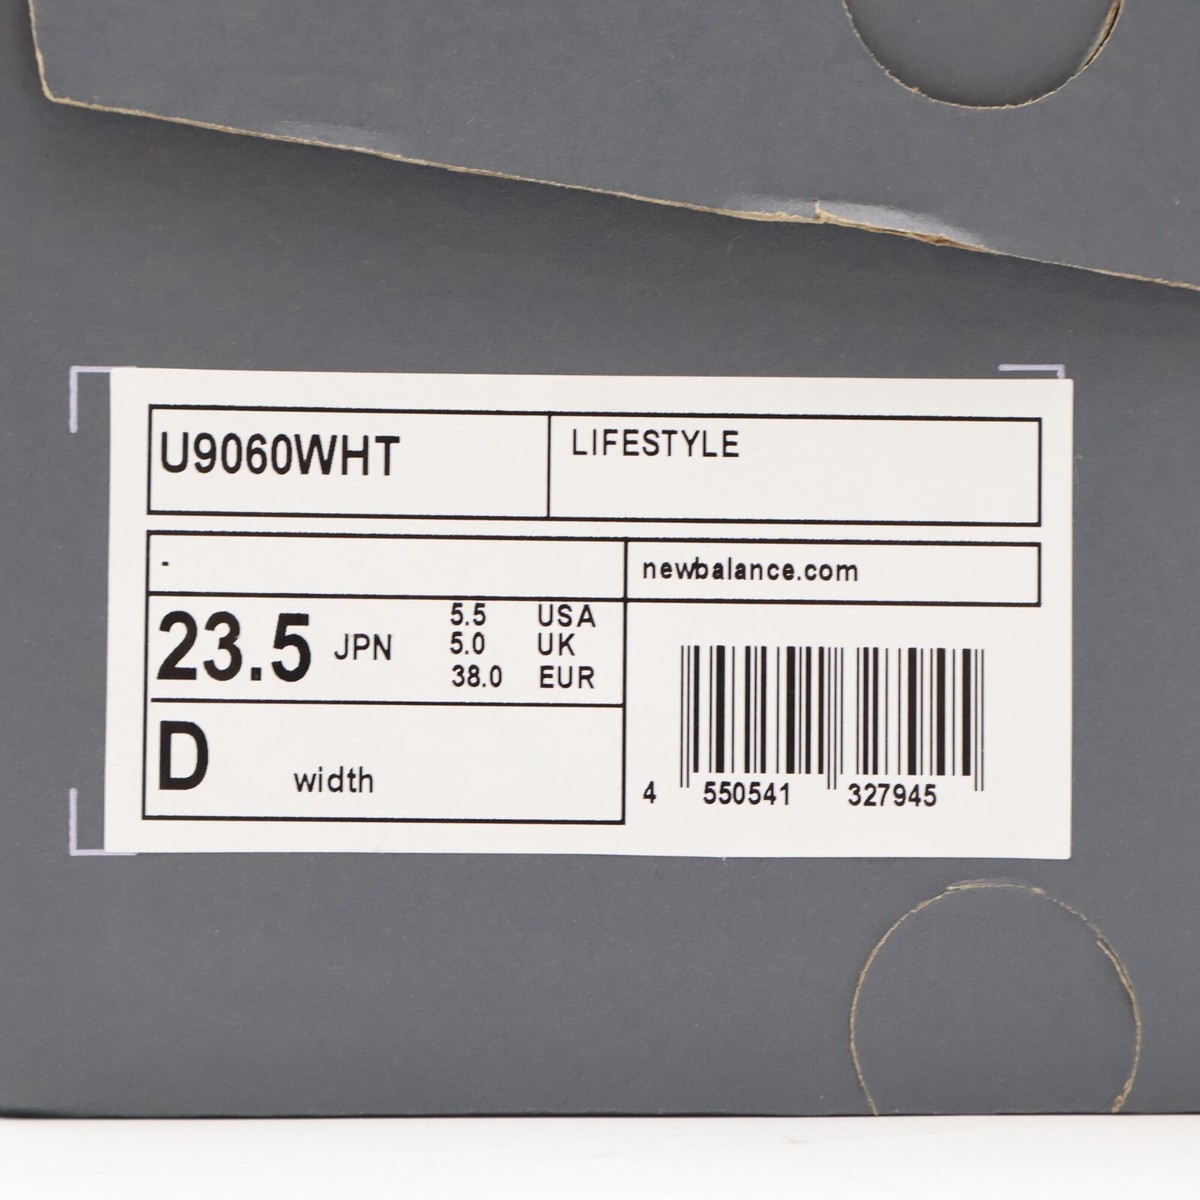 U9060WHT
LIFESTYLE
-
newbalance.com
23.5 JPN
5.5 USA
5.0 UK
38.0 EUR
D width
4 550541 327945